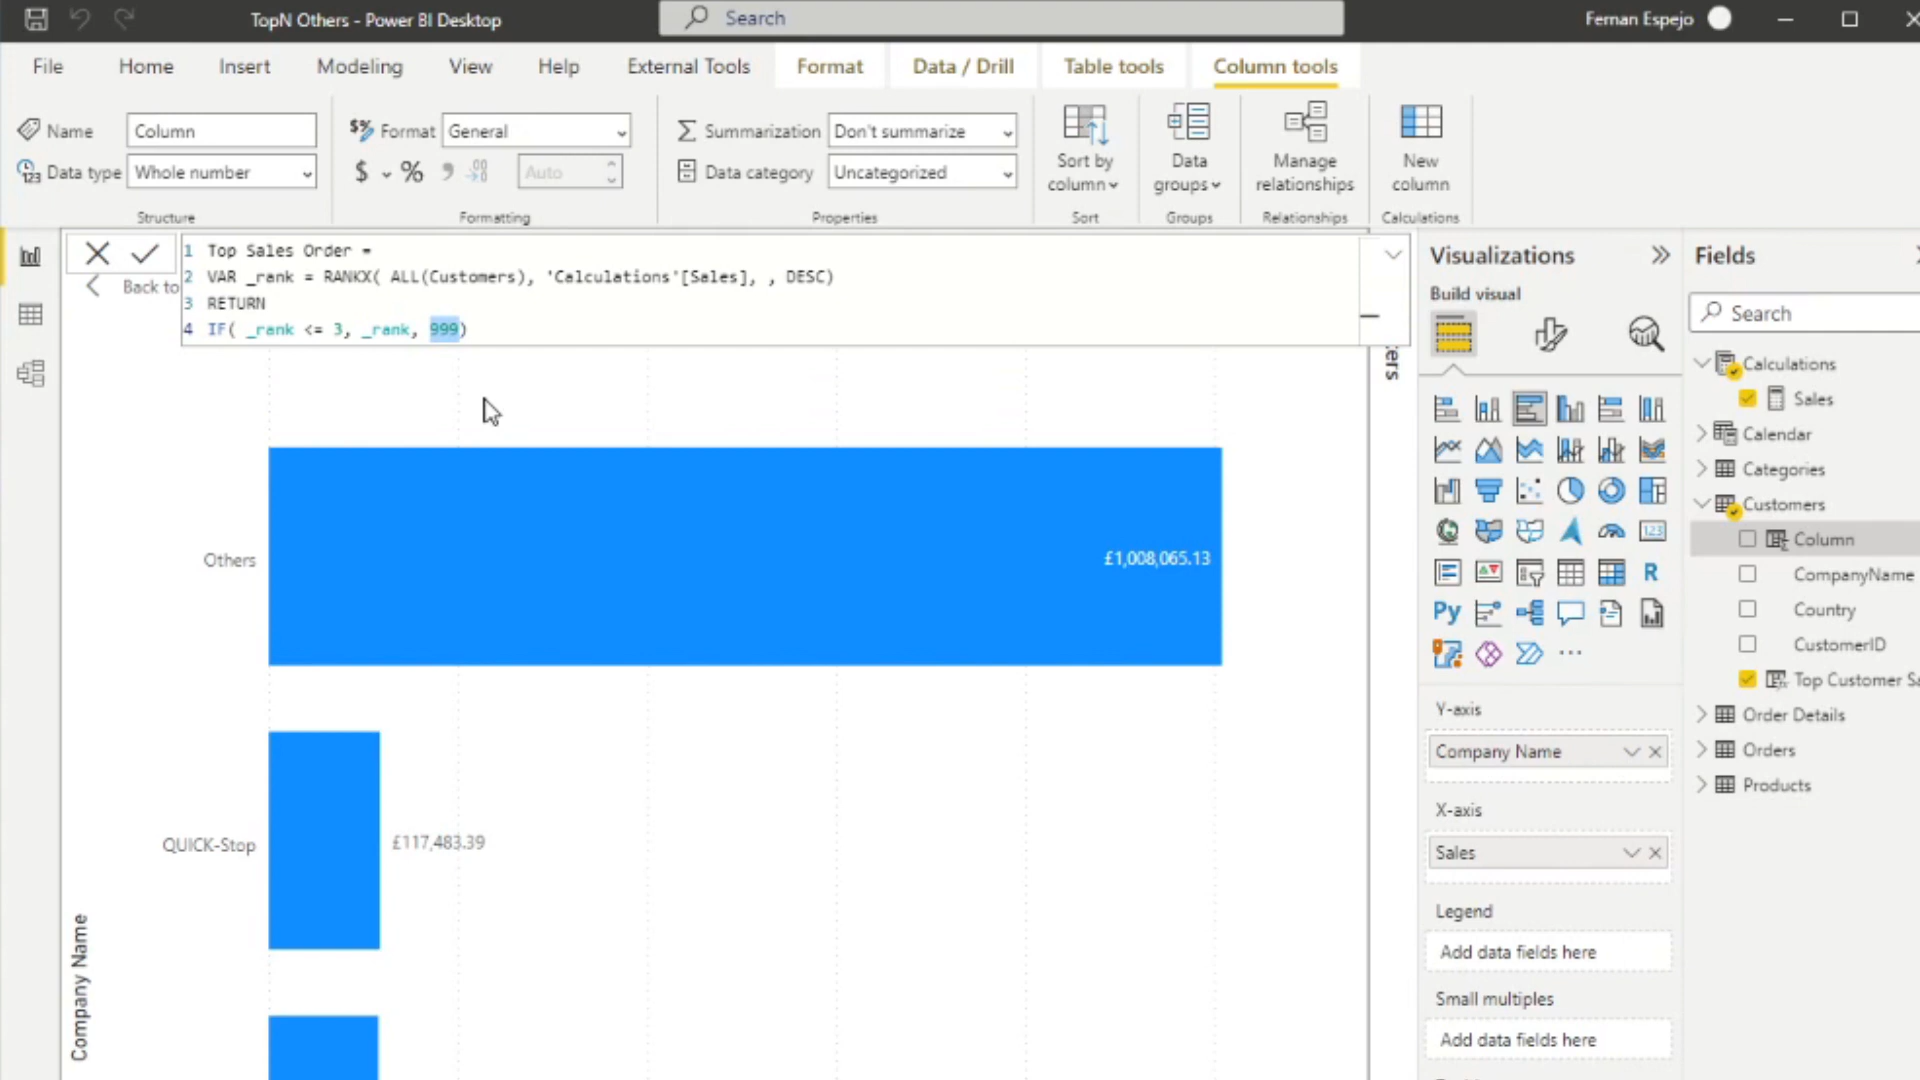 TopN Others - Power BI Desktop
Search
Fernan Espejo
File
Home
Insert
Modeling
View
Help
External Tools
Format
Data / Drill
Table tools
Column tools
Name
Column
Data type
Whole number
Structure
Format
General
$
%
Auto
Formatting
Summarization
Don't summarize
Data category
Uncategorized
Properties
Sort by
column
Sort
Data
groups
Groups
Manage
relationships
Relationships
New
column
Calculations
Back to
1 Top Sales Order =
2 VAR _rank = RANKX( ALL(Customers), 'Calculations'[Sales], , DESC)
3 RETURN
4 IF( _rank <= 3, _rank, 999)
Others
£1,008,065.13
QUICK-Stop
£117,483.39
Company Name
Visualizations
Build visual
123
R
Py
Y-axis
Company Name
X-axis
Sales
Legend
Add data fields here
Small multiples
Add data fields here
Fields
Search
Calculations
Sales
Calendar
Categories
Customers
Column
CompanyName
Country
CustomerID
Top Customer Sa
Order Details
Orders
Products